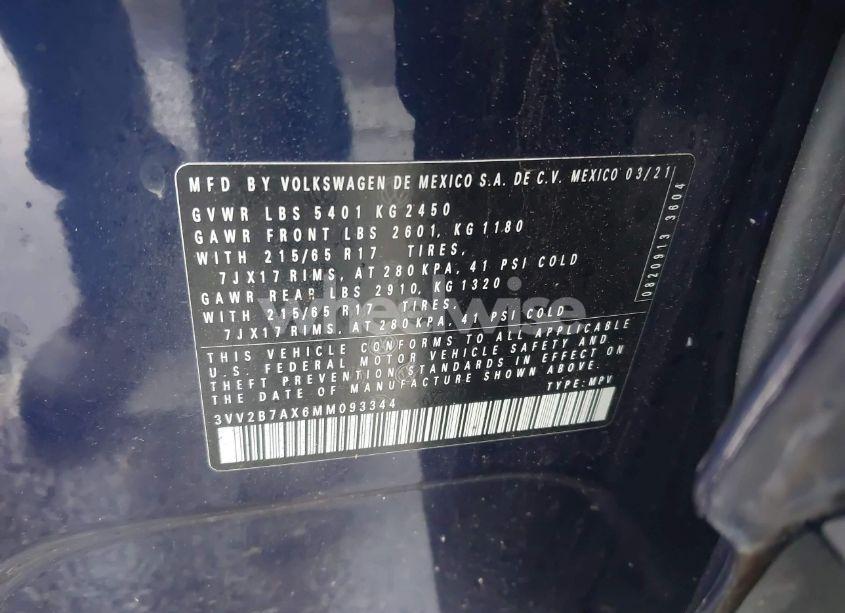 MFD BY VOLKSWAGEN DE MEXICO S.A. DE C.V. MEXICO 03/21
GVWR LBS 5401 KG 2450
GAWR FRONT LBS 2601, KG 1180
WITH 215/65 R17 TIRES,
7JX17 RIMS, AT 280 KPA, 41 PSI COLD
GAWR REAR LBS 2910, KG 1320
WITH 215/65 R17 TIRES,
7JX17 RIMS, AT 280 KPA, 41 PSI COLD
THIS VEHICLE CONFORMS TO ALL APPLICABLE
U.S. FEDERAL MOTOR VEHICLE SAFETY AND
THEFT PREVENTION STANDARDS IN EFFECT ON
THE DATE OF MANUFACTURE SHOWN ABOVE.
TYPE: MPV
3VV2B7AX6MM093344
0820913 3604
wheelwise